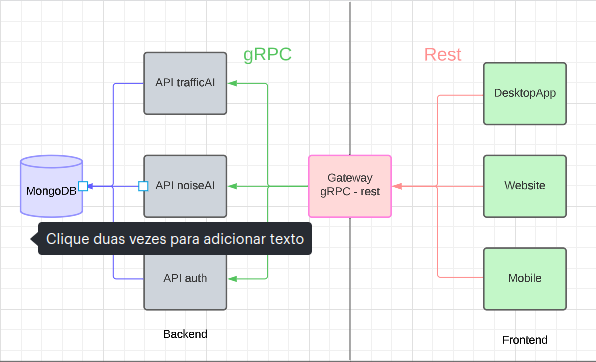 gRPC
Rest
API trafficAI
DesktopApp
MongoDB
API noiseAI
Gateway
gRPC - rest
Website
Clique duas vezes para adicionar texto
API auth
Mobile
Backend
Frontend